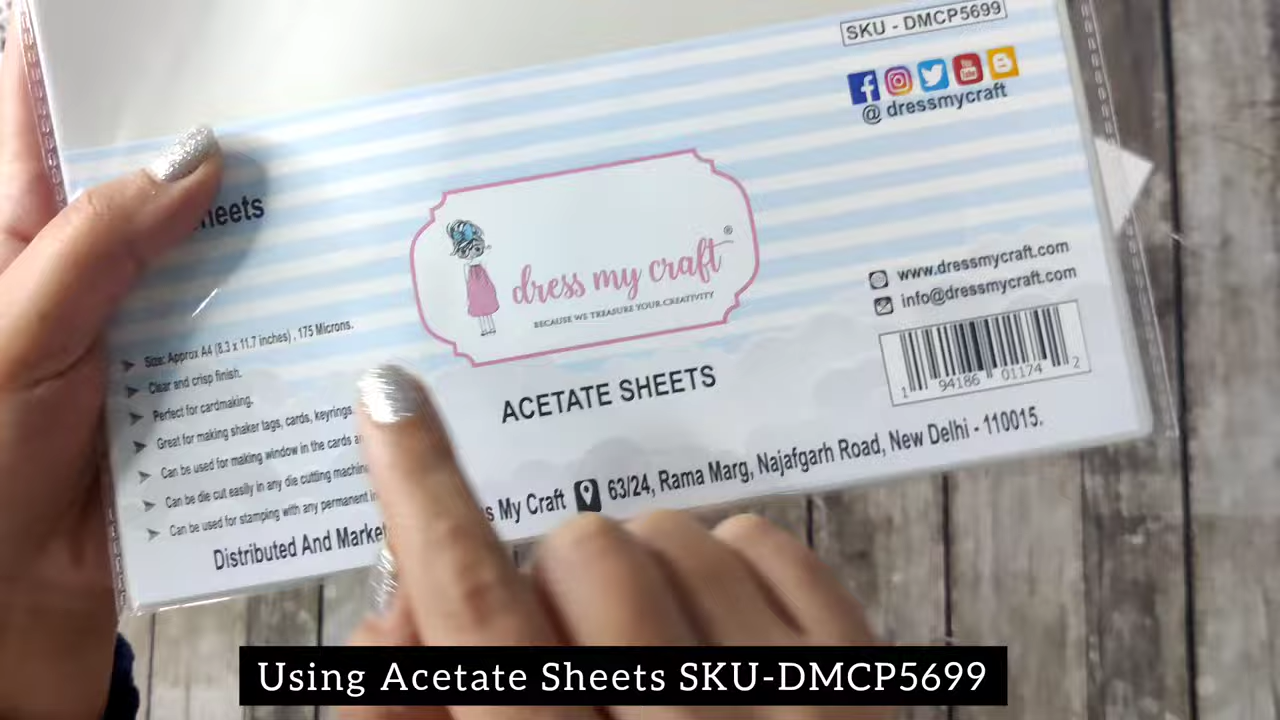 SKU - DMCP5699
@ dressmycraft
dress my craft®
BECAUSE WE TREASURE YOUR CREATIVITY
ACETATE SHEETS
www.dressmycraft.com
info@dressmycraft.com
1 94186 01174 2
Size: Approx A4 (8.3 x 11.7 inches) , 175 Microns.
Clear and crisp finish.
Perfect for cardmaking.
Great for making shaker tags, cards, keyrings
Can be used for making window in the cards
Can be die cut easily in any die cutting
Can be used for stamping with any permanent
Distributed And
My Craft 63/24, Rama Marg, Najafgarh Road, New Delhi - 110015.
Using Acetate Sheets SKU-DMCP5699